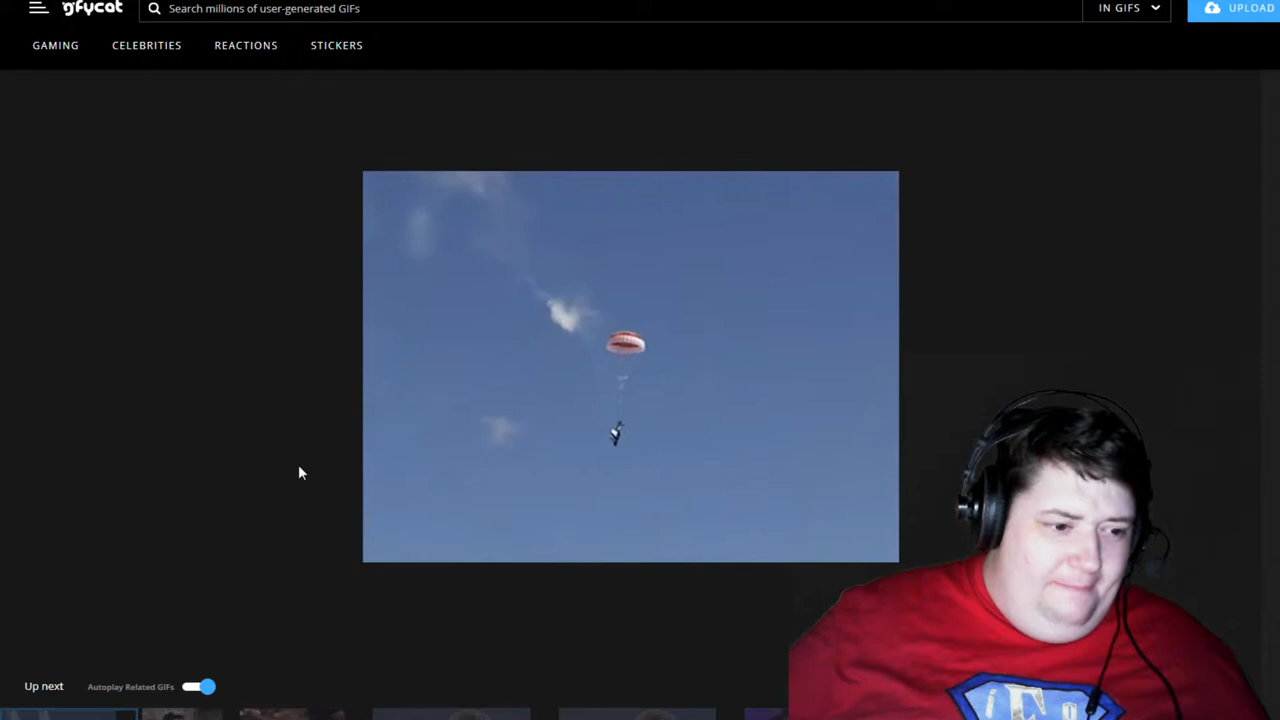 gfycat
Search millions of user-generated GIFs
IN GIFS
UPLOAD
GAMING
CELEBRITIES
REACTIONS
STICKERS
Up next
Autoplay Related GIFs